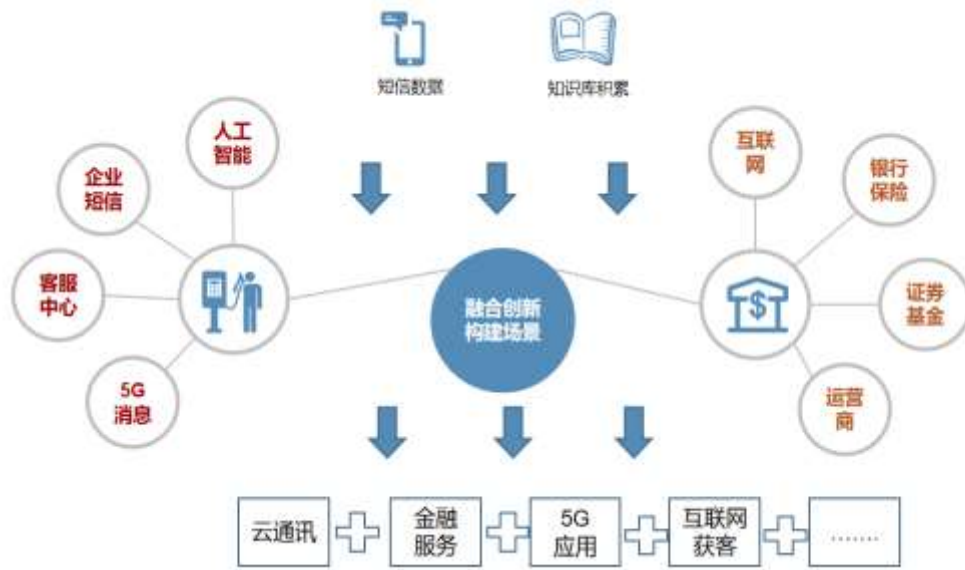 短信数据
知识库积累
人工
智能
企业
短信
客服
中心
5G
消息
融合创新
构建场景
互联
网
银行
保险
$
证券
基金
运营
商
云通讯
金融
服务
5G
应用
互联网
获客
.......